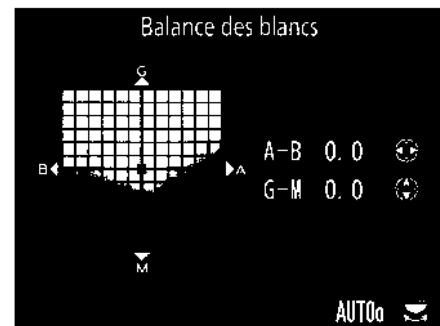 Balance des blancs
G
A-B 0.0
B A
G-M 0.0
M
AUTO0